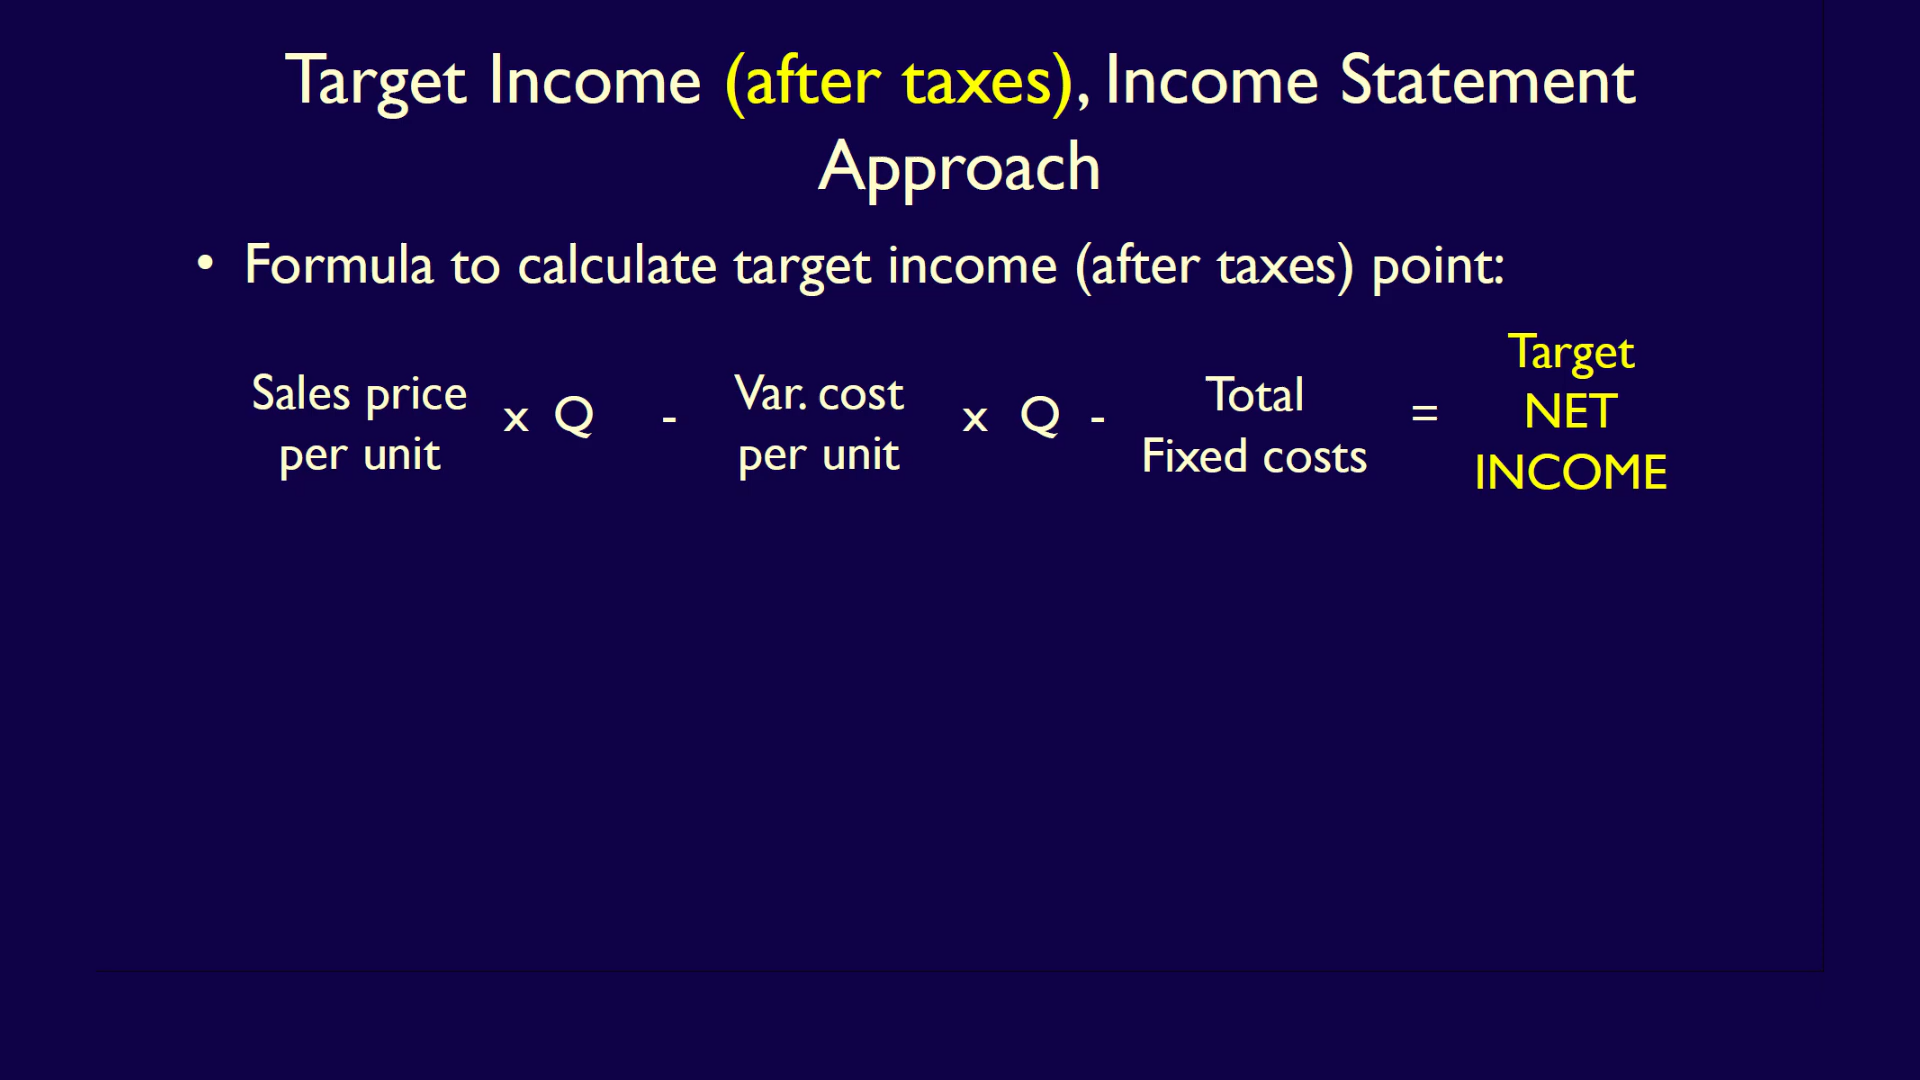 Target Income (after taxes), Income Statement
Approach
• Formula to calculate target income (after taxes) point:
Sales price per unit x Q - Var. cost per unit x Q - Total Fixed costs = Target NET INCOME